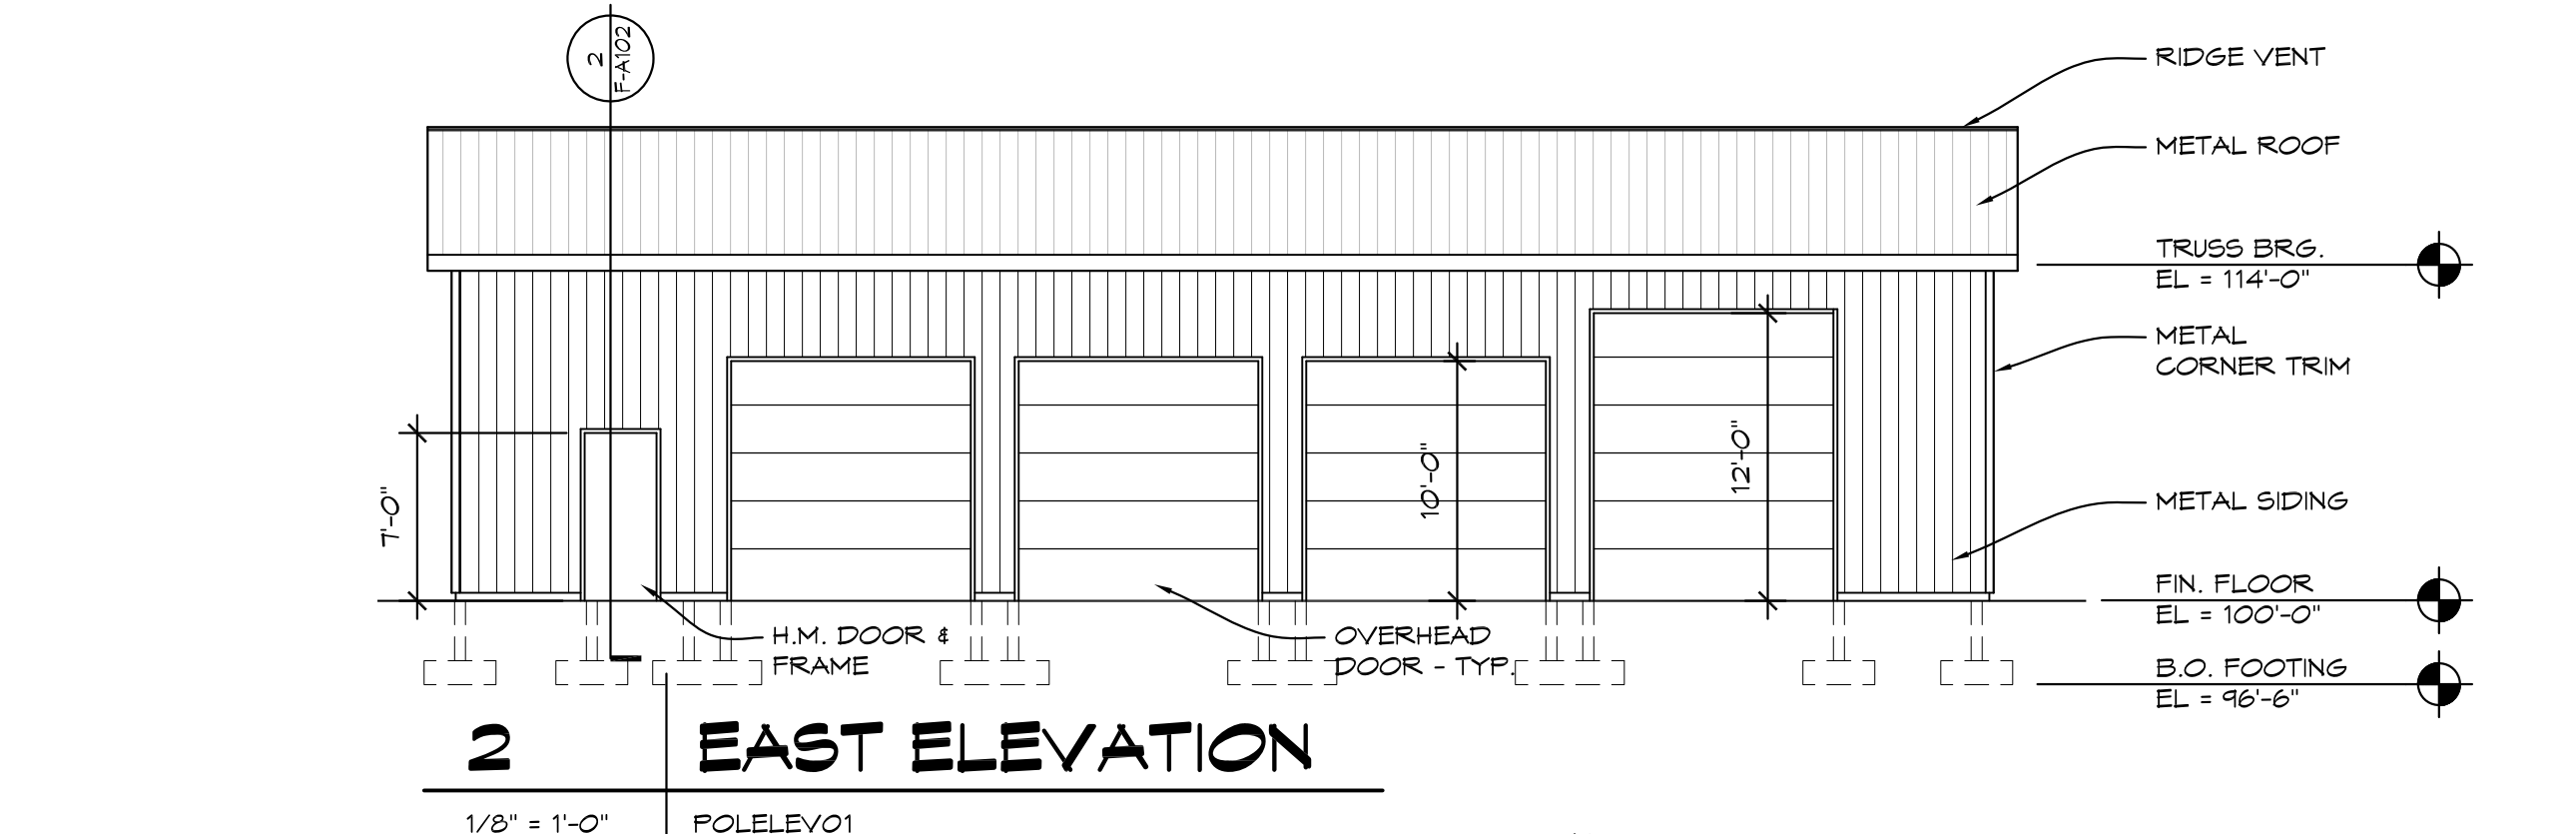 2
F-A102
RIDGE VENT
METAL ROOF
TRUSS BRG.
EL = 114'-0"
METAL
CORNER TRIM
7'-0"
10'-0"
12'-0"
METAL SIDING
FIN. FLOOR
EL = 100'-0"
H.M. DOOR &
FRAME
OVERHEAD
DOOR - TYP.
B.O. FOOTING
EL = 96'-6"
2 EAST ELEVATION
1/8" = 1'-0" POLELEV01